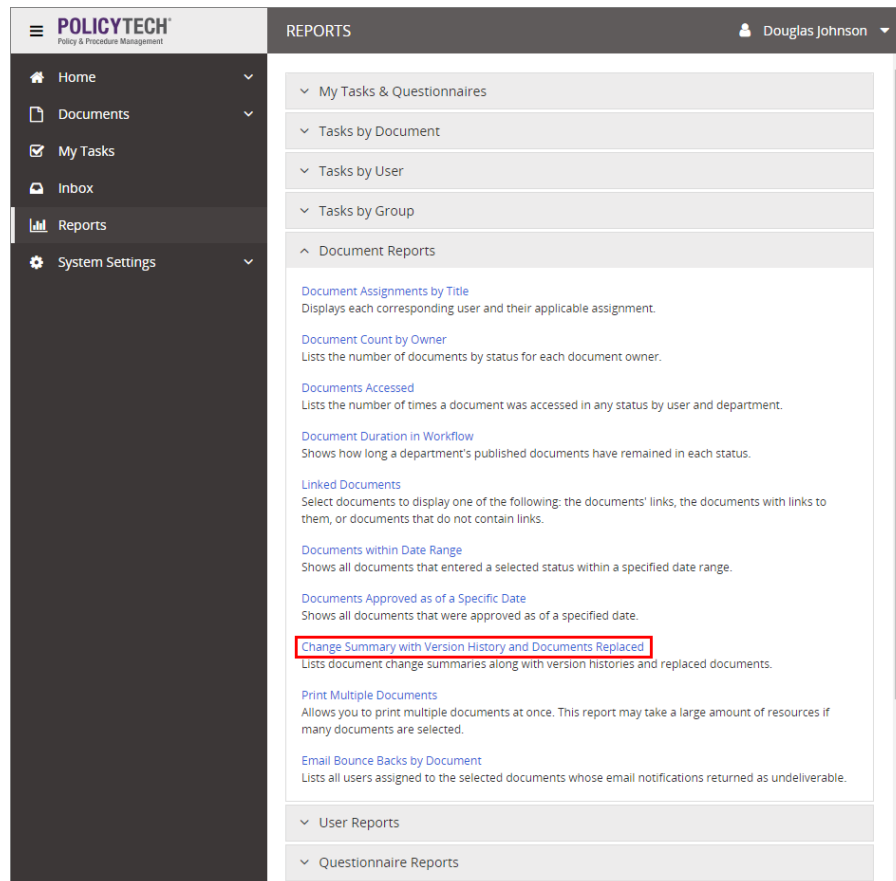 POLICYTECH®
Policy & Procedure Management
REPORTS
Douglas Johnson
Home
Documents
My Tasks
Inbox
Reports
System Settings
My Tasks & Questionnaires
Tasks by Document
Tasks by User
Tasks by Group
Document Reports
Document Assignments by Title
Displays each corresponding user and their applicable assignment.
Document Count by Owner
Lists the number of documents by status for each document owner.
Documents Accessed
Lists the number of times a document was accessed in any status by user and department.
Document Duration in Workflow
Shows how long a department's published documents have remained in each status.
Linked Documents
Select documents to display one of the following: the documents' links, the documents with links to
them, or documents that do not contain links.
Documents within Date Range
Shows all documents that entered a selected status within a specified date range.
Documents Approved as of a Specific Date
Shows all documents that were approved as of a specified date.
Change Summary with Version History and Documents Replaced
Lists document change summaries along with version histories and replaced documents.
Print Multiple Documents
Allows you to print multiple documents at once. This report may take a large amount of resources if
many documents are selected.
Email Bounce Backs by Document
Lists all users assigned to the selected documents whose email notifications returned as undeliverable.
User Reports
Questionnaire Reports